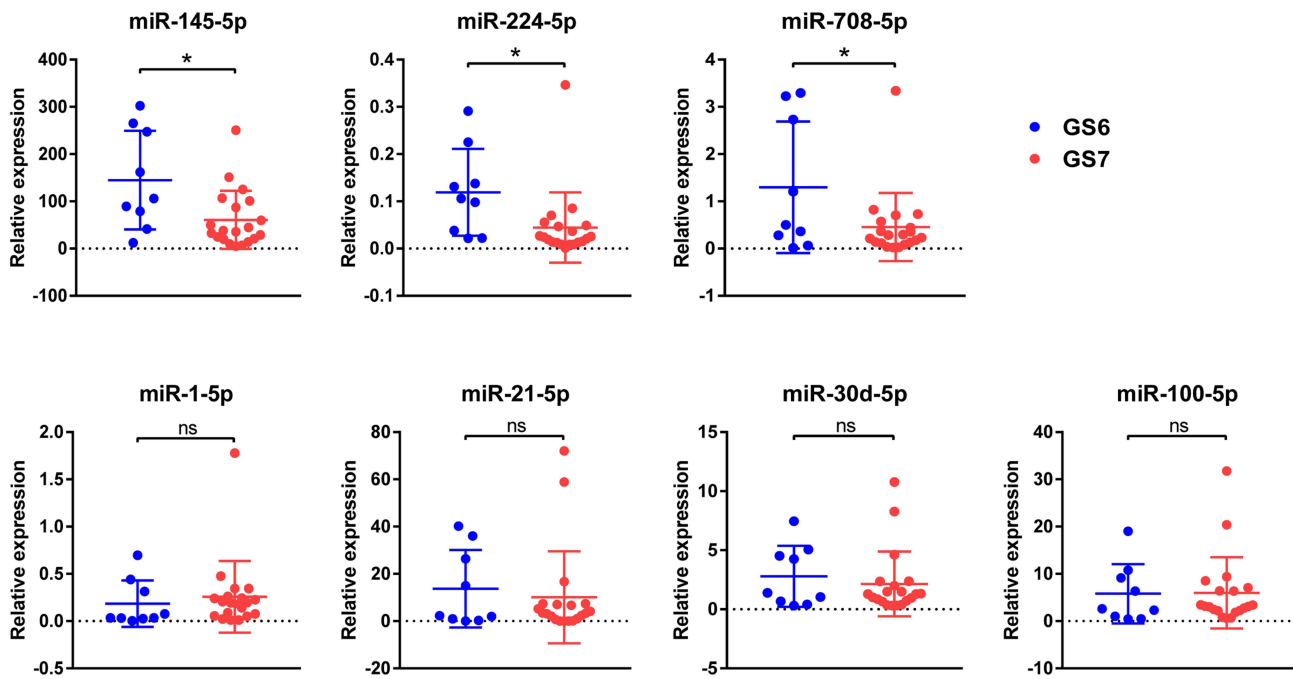 miR-145-5p
400
300
200
100
0
-100
Relative expression
*
miR-224-5p
0.4
0.3
0.2
0.1
0.0
-0.1
Relative expression
*
miR-708-5p
4
3
2
1
0
-1
Relative expression
*
GS6
GS7
miR-1-5p
2.0
1.5
1.0
0.5
0.0
-0.5
Relative expression
ns
miR-21-5p
80
60
40
20
0
-20
Relative expression
ns
miR-30d-5p
15
10
5
0
-5
Relative expression
ns
miR-100-5p
40
30
20
10
0
-10
Relative expression
ns